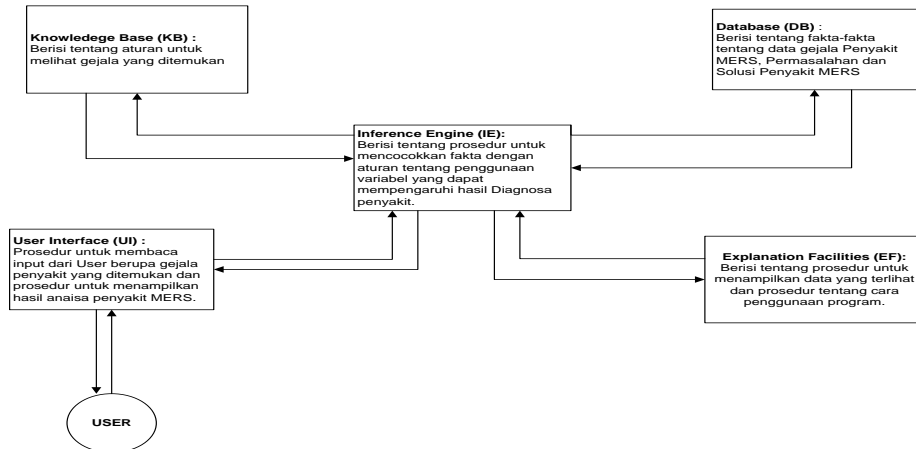 Knowledege Base (KB) :
Berisi tentang aturan untuk
melihat gejala yang ditemukan
Database (DB) :
Berisi tentang fakta-fakta
tentang data gejala Penyakit
MERS, Permasalahan dan
Solusi Penyakit MERS
Inference Engine (IE):
Berisi tentang prosedur untuk
mencocokkan fakta dengan
aturan tentang penggunaan
variabel yang dapat
mempengaruhi hasil Diagnosa
penyakit.
User Interface (UI) :
Prosedur untuk membaca
input dari User berupa gejala
penyakit yang ditemukan dan
prosedur untuk menampilkan
hasil anaisa penyakit MERS.
Explanation Facilities (EF):
Berisi tentang prosedur untuk
menampilkan data yang terlihat
dan prosedur tentang cara
penggunaan program.
USER